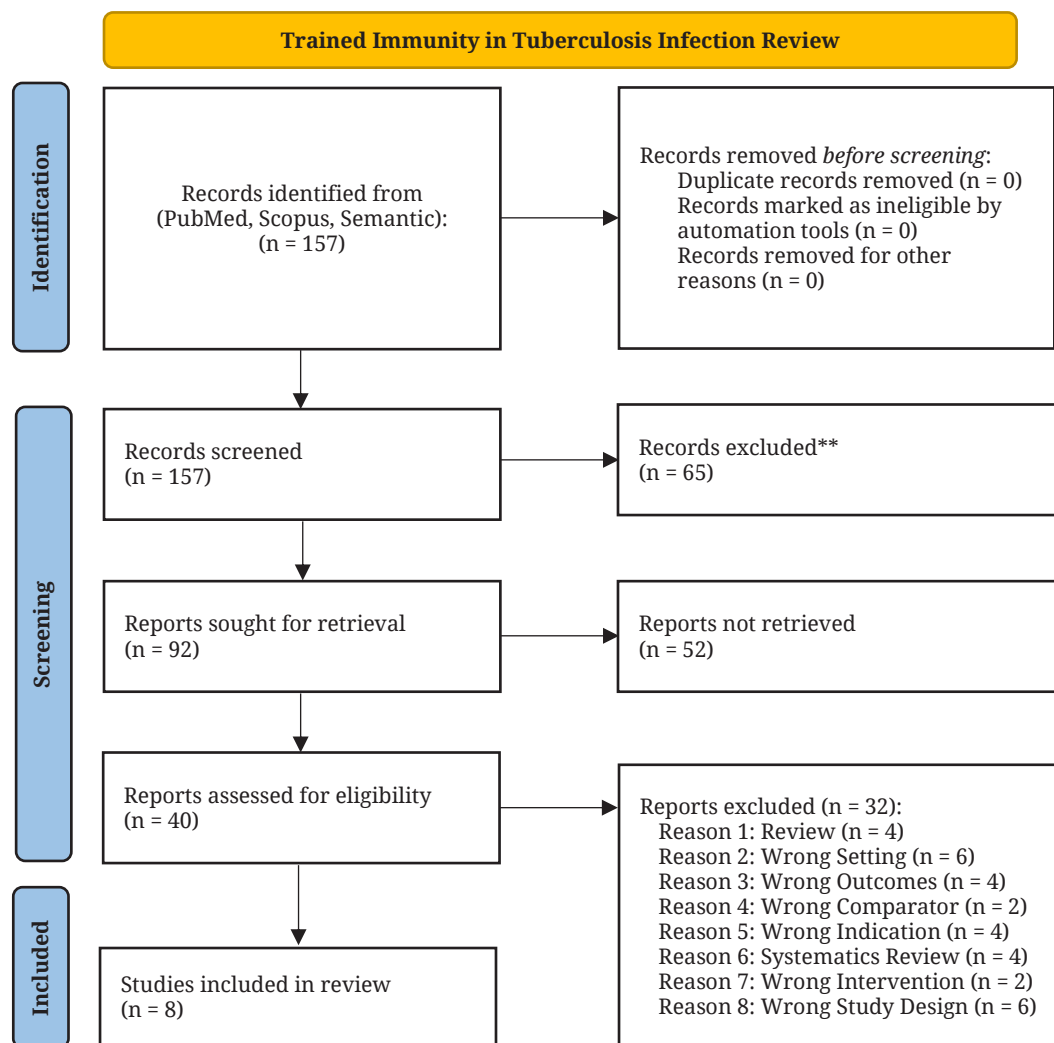 Trained Immunity in Tuberculosis Infection Review
Identification
Records identified from
(PubMed, Scopus, Semantic):
(n = 157)
Records removed before screening:
Duplicate records removed (n = 0)
Records marked as ineligible by
automation tools (n = 0)
Records removed for other
reasons (n = 0)
Screening
Records screened
(n = 157)
Records excluded**
(n = 65)
Reports sought for retrieval
(n = 92)
Reports not retrieved
(n = 52)
Reports assessed for eligibility
(n = 40)
Reports excluded (n = 32):
Reason 1: Review (n = 4)
Reason 2: Wrong Setting (n = 6)
Reason 3: Wrong Outcomes (n = 4)
Reason 4: Wrong Comparator (n = 2)
Reason 5: Wrong Indication (n = 4)
Reason 6: Systematics Review (n = 4)
Reason 7: Wrong Intervention (n = 2)
Reason 8: Wrong Study Design (n = 6)
Included
Studies included in review
(n = 8)